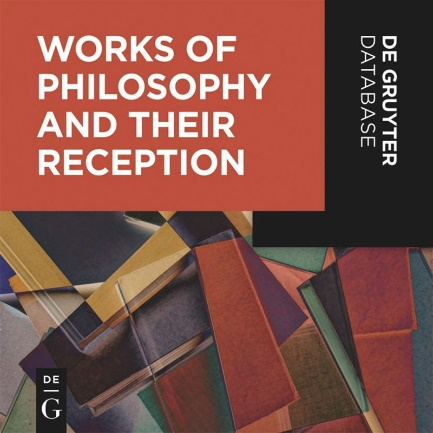 WORKS OF
PHILOSOPHY
AND THEIR
RECEPTION
DE GRUYTER
DATABASE
DE
G